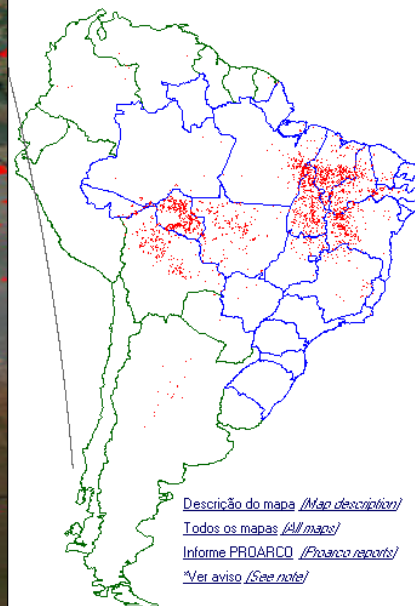 Descrição do mapa (Map description)
Todos os mapas (All maps)
Informe PROARCO (Proarco reports)
*Ver aviso (See note)